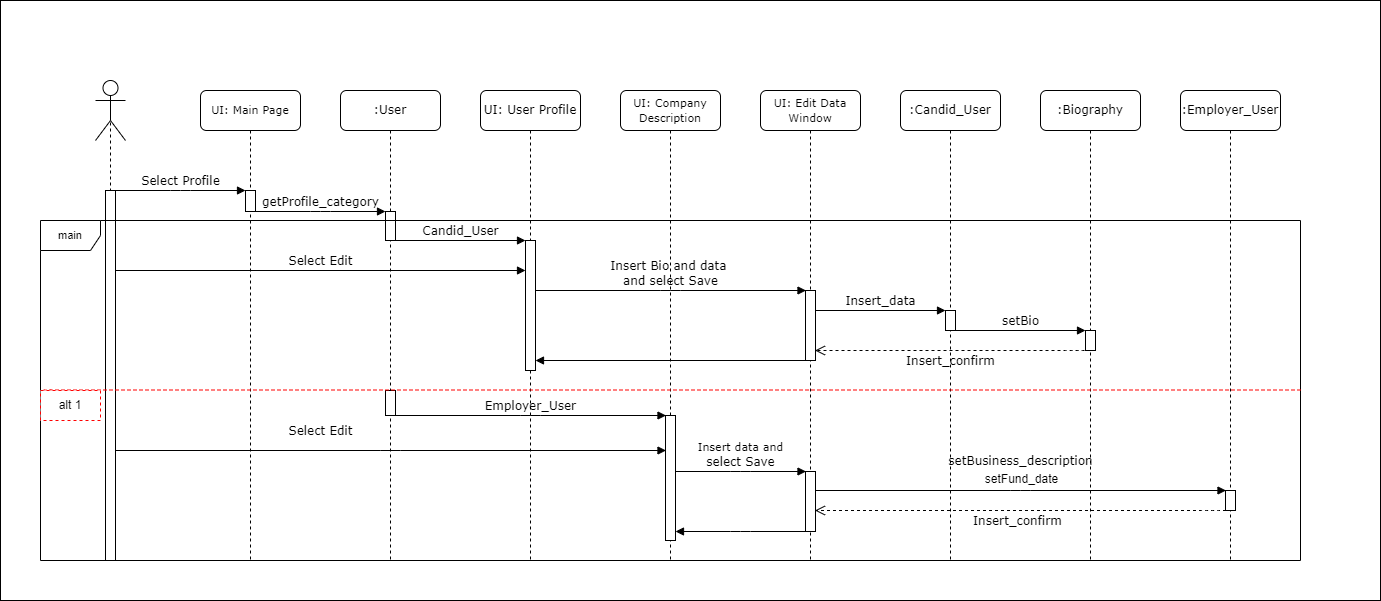 UI: Main Page
:User
UI: User Profile
UI: Company
Description
UI: Edit Data
Window
:Candid_User
:Biography
:Employer_User
Select Profile
getProfile_category
main
Candid_User
Select Edit
Insert Bio and data
and select Save
Insert_data
setBio
Insert_confirm
alt 1
Employer_User
Select Edit
Insert data and
select Save
setBusiness_description
setFund_date
Insert_confirm